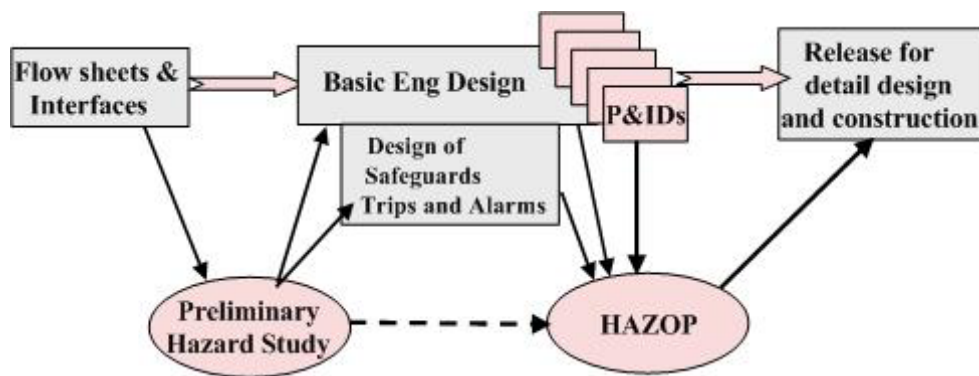 Flow sheets &
Interfaces
Basic Eng Design
P&IDs
Release for
detail design
and construction
Design of
Safeguards
Trips and Alarms
Preliminary
Hazard Study
HAZOP